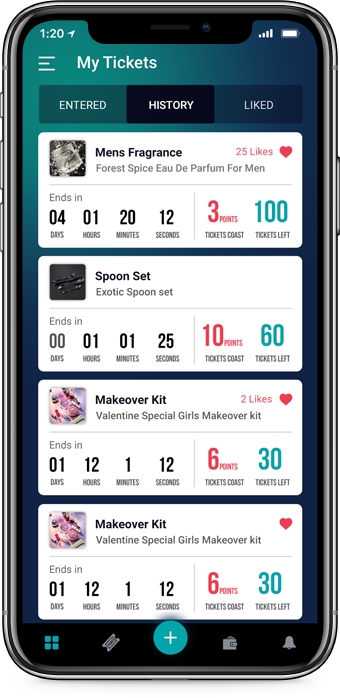 1:20
My Tickets
ENTERED HISTORY LIKED
Mens Fragrance 25 Likes
Forest Spice Eau De Parfum For Men
Ends in
04 01 20 12 3 POINTS 100
DAYS HOURS MINUTES SECONDS TICKETS COAST TICKETS LEFT
Spoon Set
Exotic Spoon set
Ends in
00 01 01 25 10 POINTS 60
DAYS HOURS MINUTES SECONDS TICKETS COAST TICKETS LEFT
Makeover Kit 2 Likes
Valentine Special Girls Makeover kit
Ends in
01 12 1 12 6 POINTS 30
DAYS HOURS MINUTES SECONDS TICKETS COAST TICKETS LEFT
Makeover Kit
Valentine Special Girls Makeover kit
Ends in
01 12 1 12 6 POINTS 30
DAYS HOURS MINUTES SECONDS TICKETS COAST TICKETS LEFT